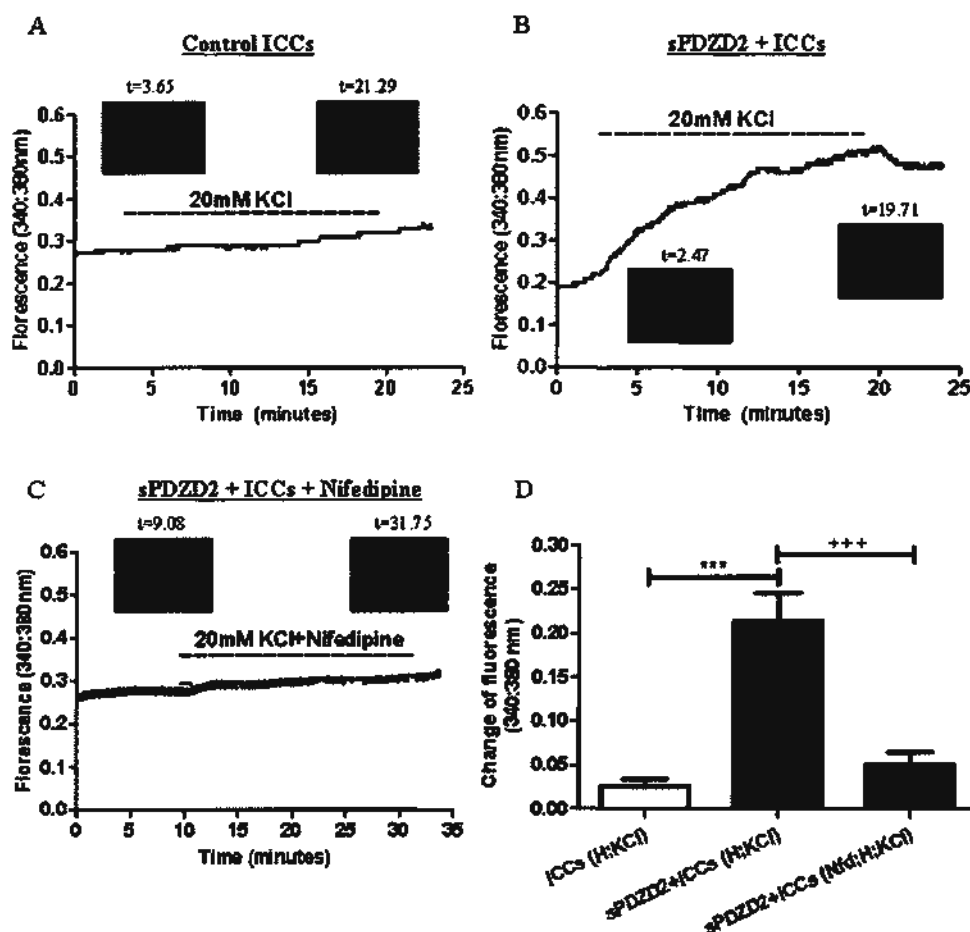 A
Control ICCs
t=3.65
t=21.29
20mM KCl
Florescence (340:380nm)
0.6
0.5
0.4
0.3
0.2
0.1
0.0
0
5
10
15
20
25
Time (minutes)
B
sPDZD2 + ICCs
20mM KCl
t=2.47
t=19.71
Florescence (340:380nm)
0.6
0.5
0.4
0.3
0.2
0.1
0.0
0
5
10
15
20
25
Time (minutes)
C
sPDZD2 + ICCs + Nifedipine
t=9.08
t=31.75
20mM KCl+Nifedipine
Florescance (340:380nm)
0.6
0.5
0.4
0.3
0.2
0.1
0.0
0
5
10
15
20
25
30
35
Time (minutes)
D
Change of fluorescence
(340:380 nm)
0.30
0.25
0.20
0.15
0.10
0.05
0.00
***
+++
ICCs (H;KCl)
sPDZD2+ICCs (H;KCl)
sPDZD2+ICCs (Nfd;H;KCl)